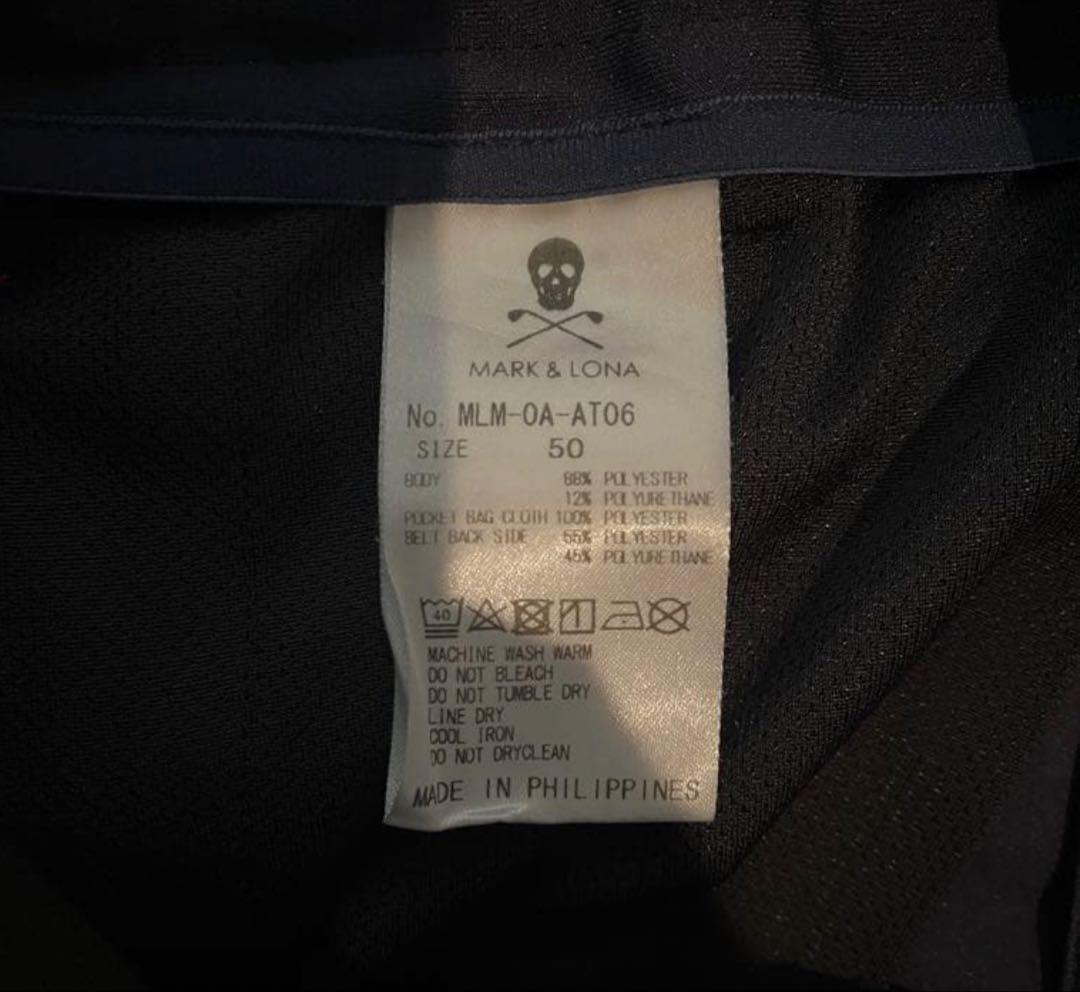 MARK & LONA
No. MLM-0A-AT06
SIZE 50
BODY 88% POLYESTER
12% POLYURETHANE
POCKET BAG CLOTH 100% POLYESTER
BELT BACK SIDE 55% POLYESTER
45% POLYURETHANE
40
MACHINE WASH WARM
DO NOT BLEACH
DO NOT TUMBLE DRY
LINE DRY
COOL IRON
DO NOT DRYCLEAN
MADE IN PHILIPPINES